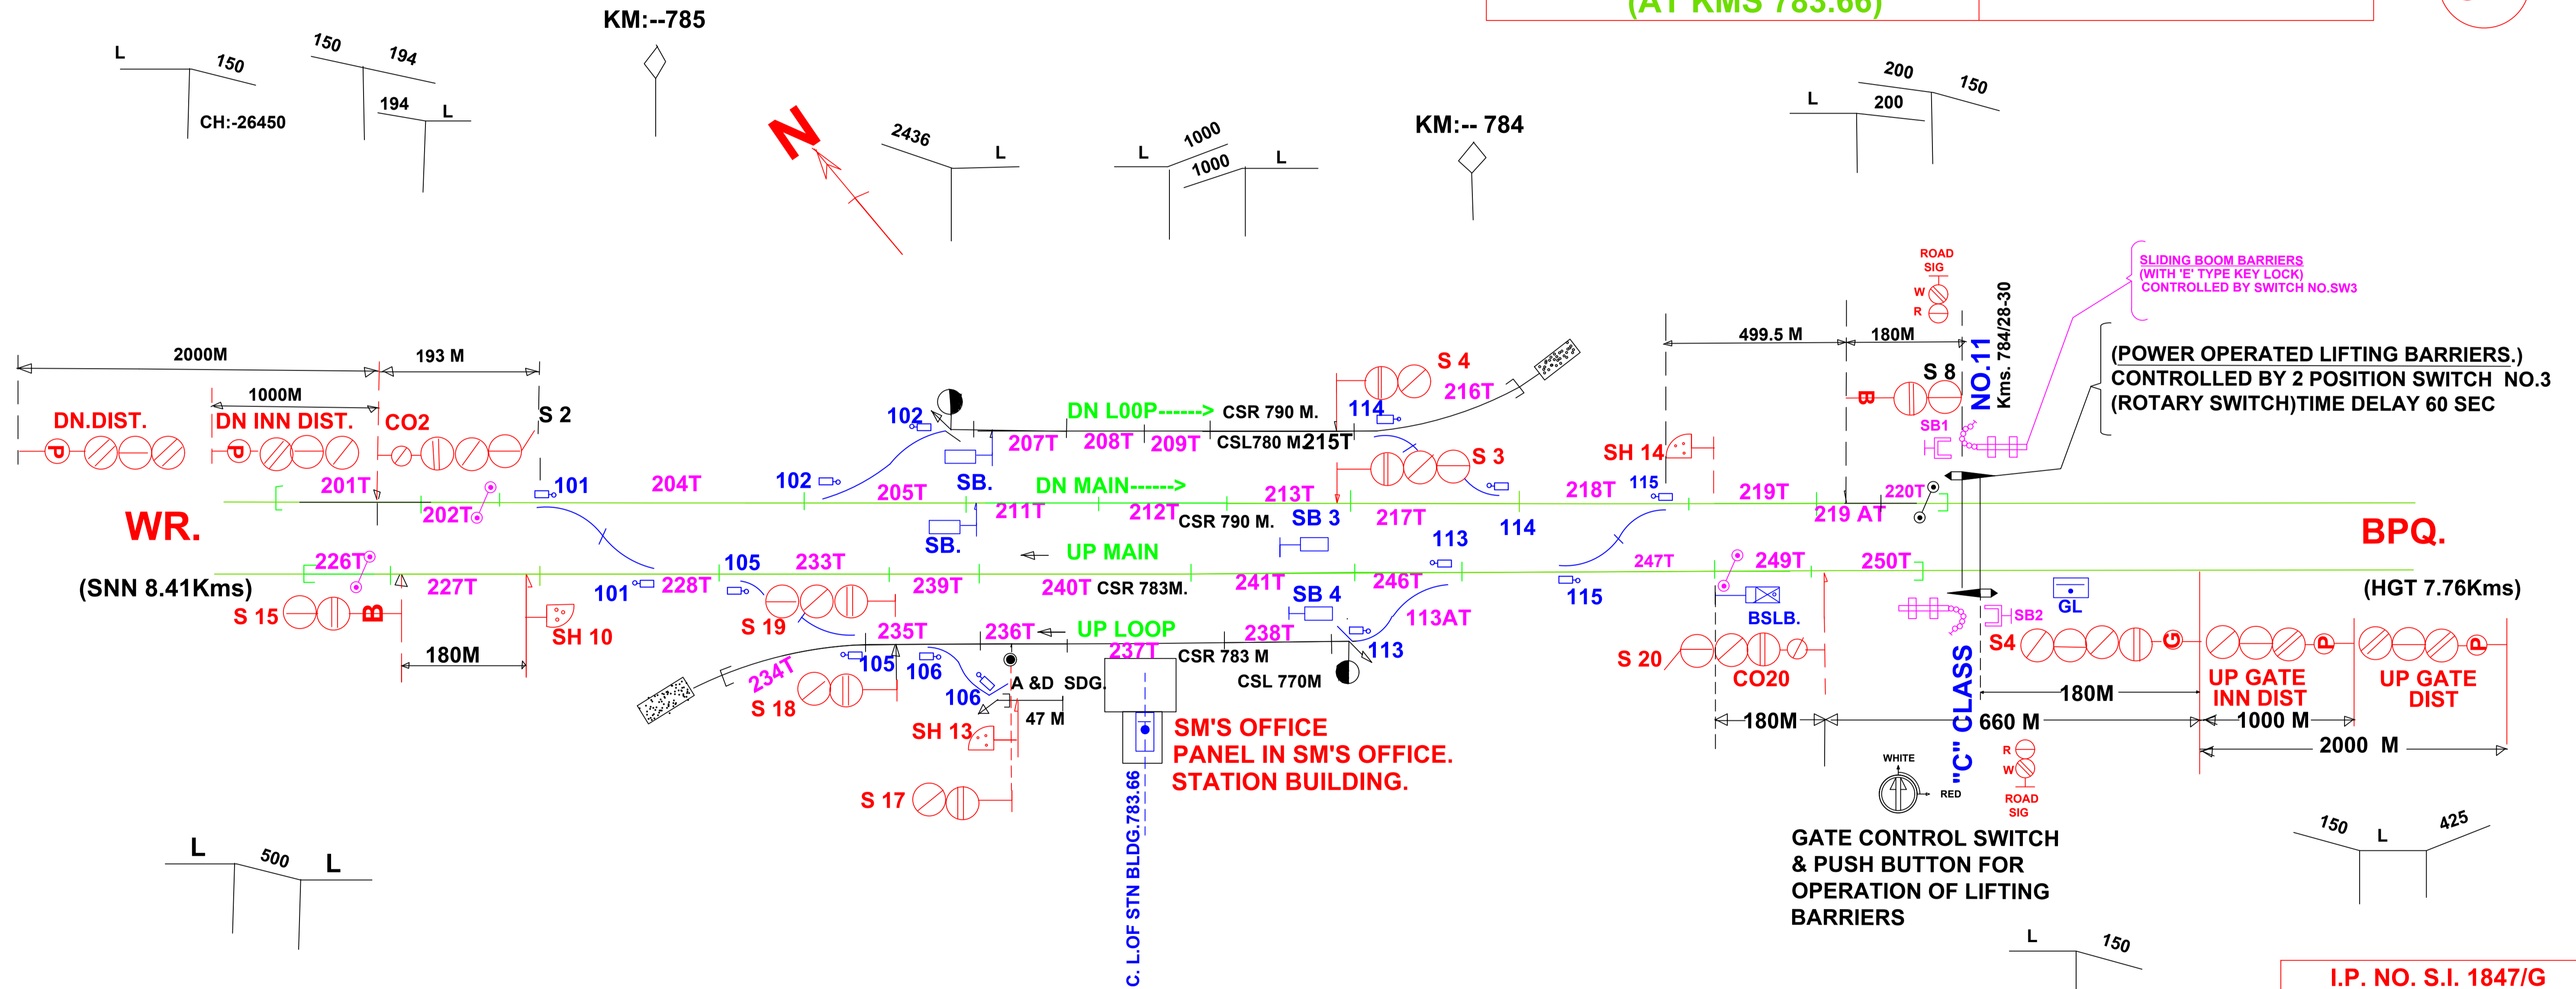 (AT KMS 783.66)
KM:--785
L
150
CH:-26450
150
194
194
L
N
2436
L
L
1000
1000
L
KM:-- 784
L
200
200
150
ROAD
SIG
W
R
NO.11
Kms. 784/28-30
SLIDING BOOM BARRIERS
(WITH 'E' TYPE KEY LOCK)
CONTROLLED BY SWITCH NO.SW3
(POWER OPERATED LIFTING BARRIERS.)
CONTROLLED BY 2 POSITION SWITCH NO.3
(ROTARY SWITCH)TIME DELAY 60 SEC
2000M
193 M
1000M
DN.DIST.
DN INN DIST.
CO2
S 2
P
P
499.5 M
180M
S 8
B
SB1
S 4
216T
102
DN L00P------>
CSR 790 M.
114
207T
208T
209T
CSL780 M.
215T
SB.
S 3
SH 14
201T
202T
101
204T
102
205T
DN MAIN------>
213T
218T
115
219T
220T
211T
212T
CSR 790 M.
SB 3
217T
114
219 AT
WR.
BPQ.
SB.
UP MAIN
113
226T
227T
101
228T
105
233T
239T
240T
CSR 783M.
241T
246T
115
247T
249T
250T
(SNN 8.41Kms)
(HGT 7.76Kms)
S 15
B
SH 10
180M
S 19
SB 4
113AT
BSLB.
SB2
GL
235T
236T
UP LOOP
237T
238T
CSR 783 M
113
CSL 770M
234T
105
106
106
S 18
A &D SDG.
47 M
SH 13
S 17
S 20
CO20
"C" CLASS
S4
G
P
P
UP GATE
INN DIST
UP GATE
DIST
180M
180M
660 M
1000 M
2000 M
SM'S OFFICE
PANEL IN SM'S OFFICE.
STATION BUILDING.
C. L.OF STN BLDG.783.66
WHITE
RED
R
W
ROAD
SIG
GATE CONTROL SWITCH
& PUSH BUTTON FOR
OPERATION OF LIFTING
BARRIERS
L
500
L
150
L
425
L
150
I.P. NO. S.I. 1847/G